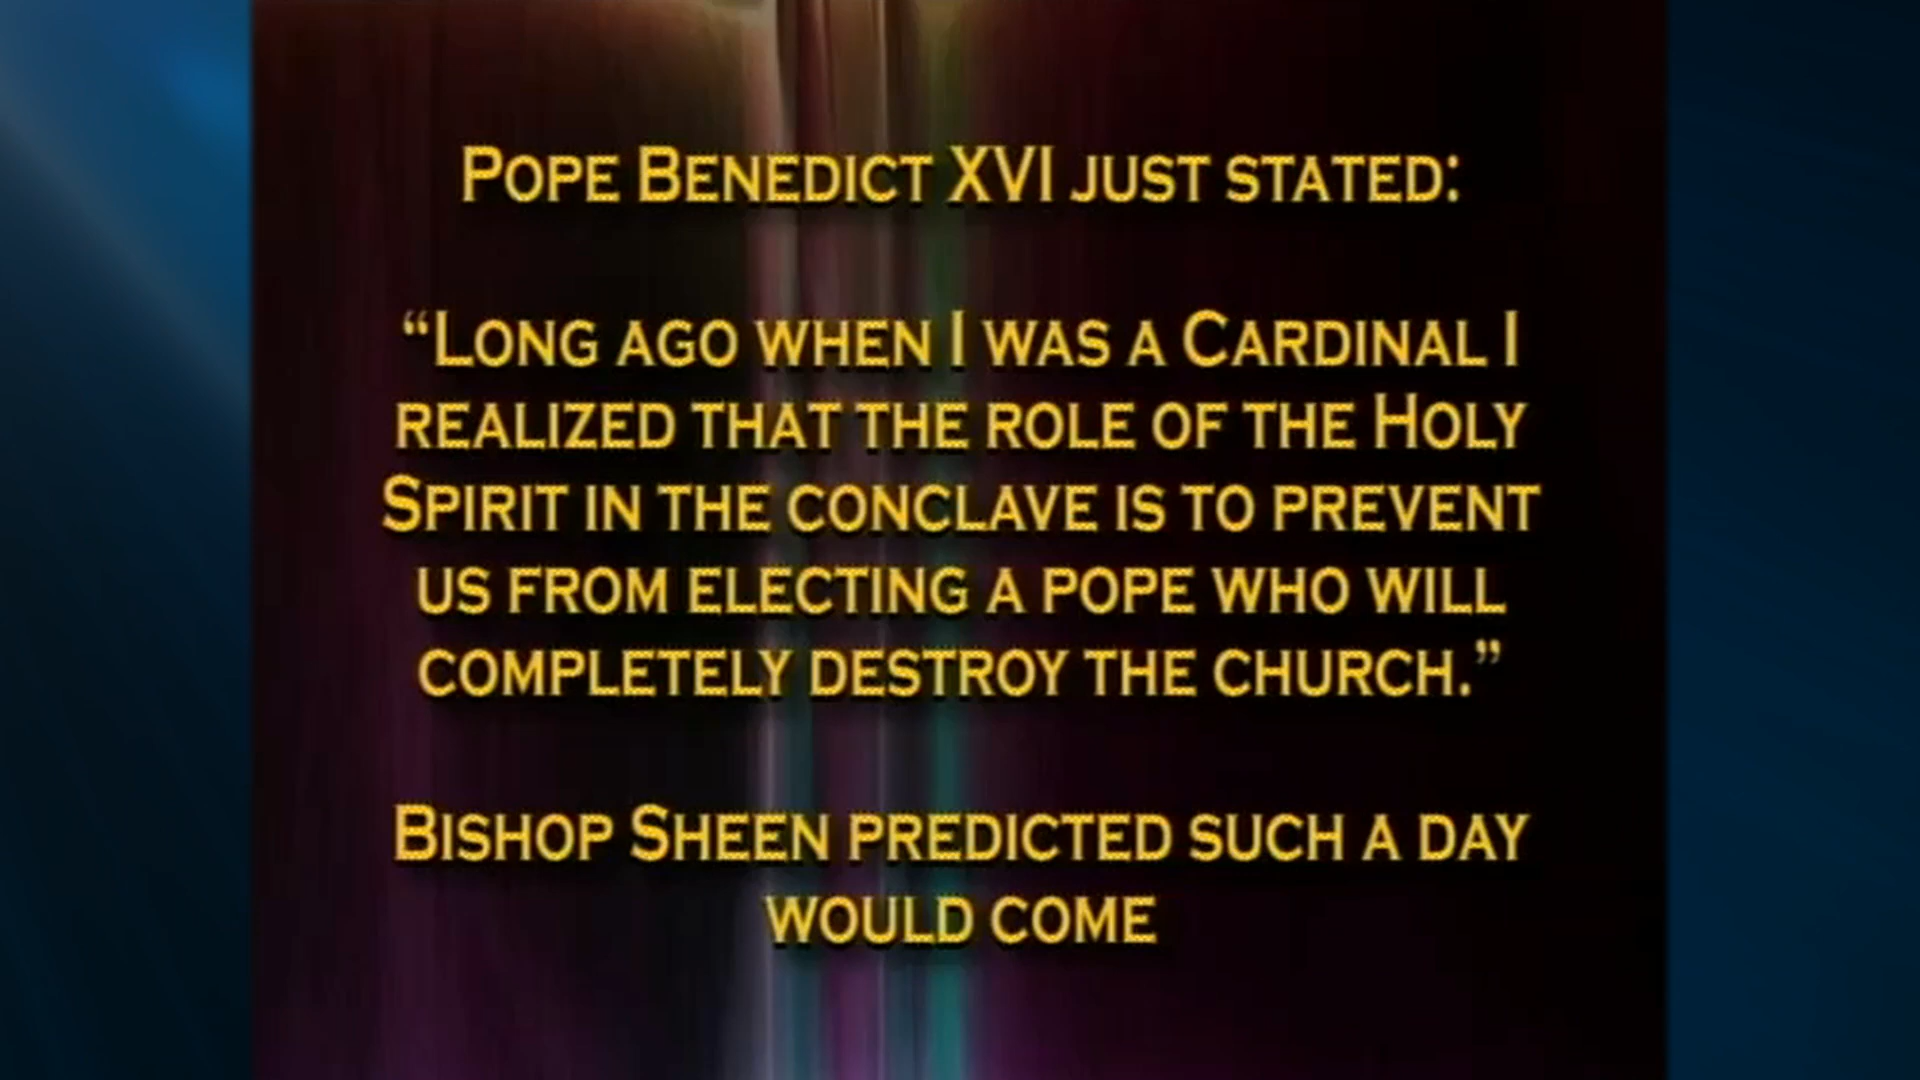 Pope Benedict XVI just stated:
“Long ago when I was a Cardinal I
realized that the role of the Holy
Spirit in the conclave is to prevent
us from electing a pope who will
completely destroy the church.”
Bishop Sheen predicted such a day
would come